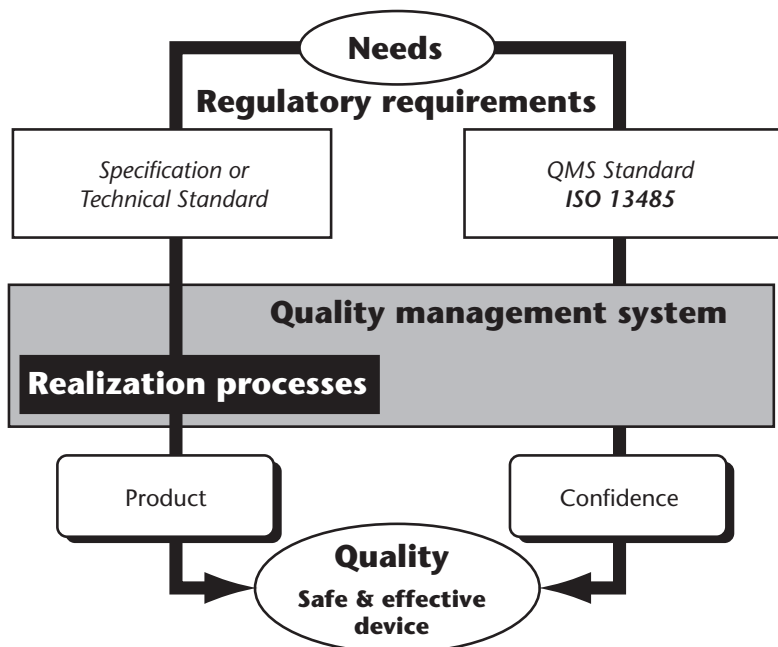 Needs
Regulatory requirements
Specification or
Technical Standard
QMS Standard
ISO 13485
Quality management system
Realization processes
Product
Confidence
Quality
Safe & effective
device